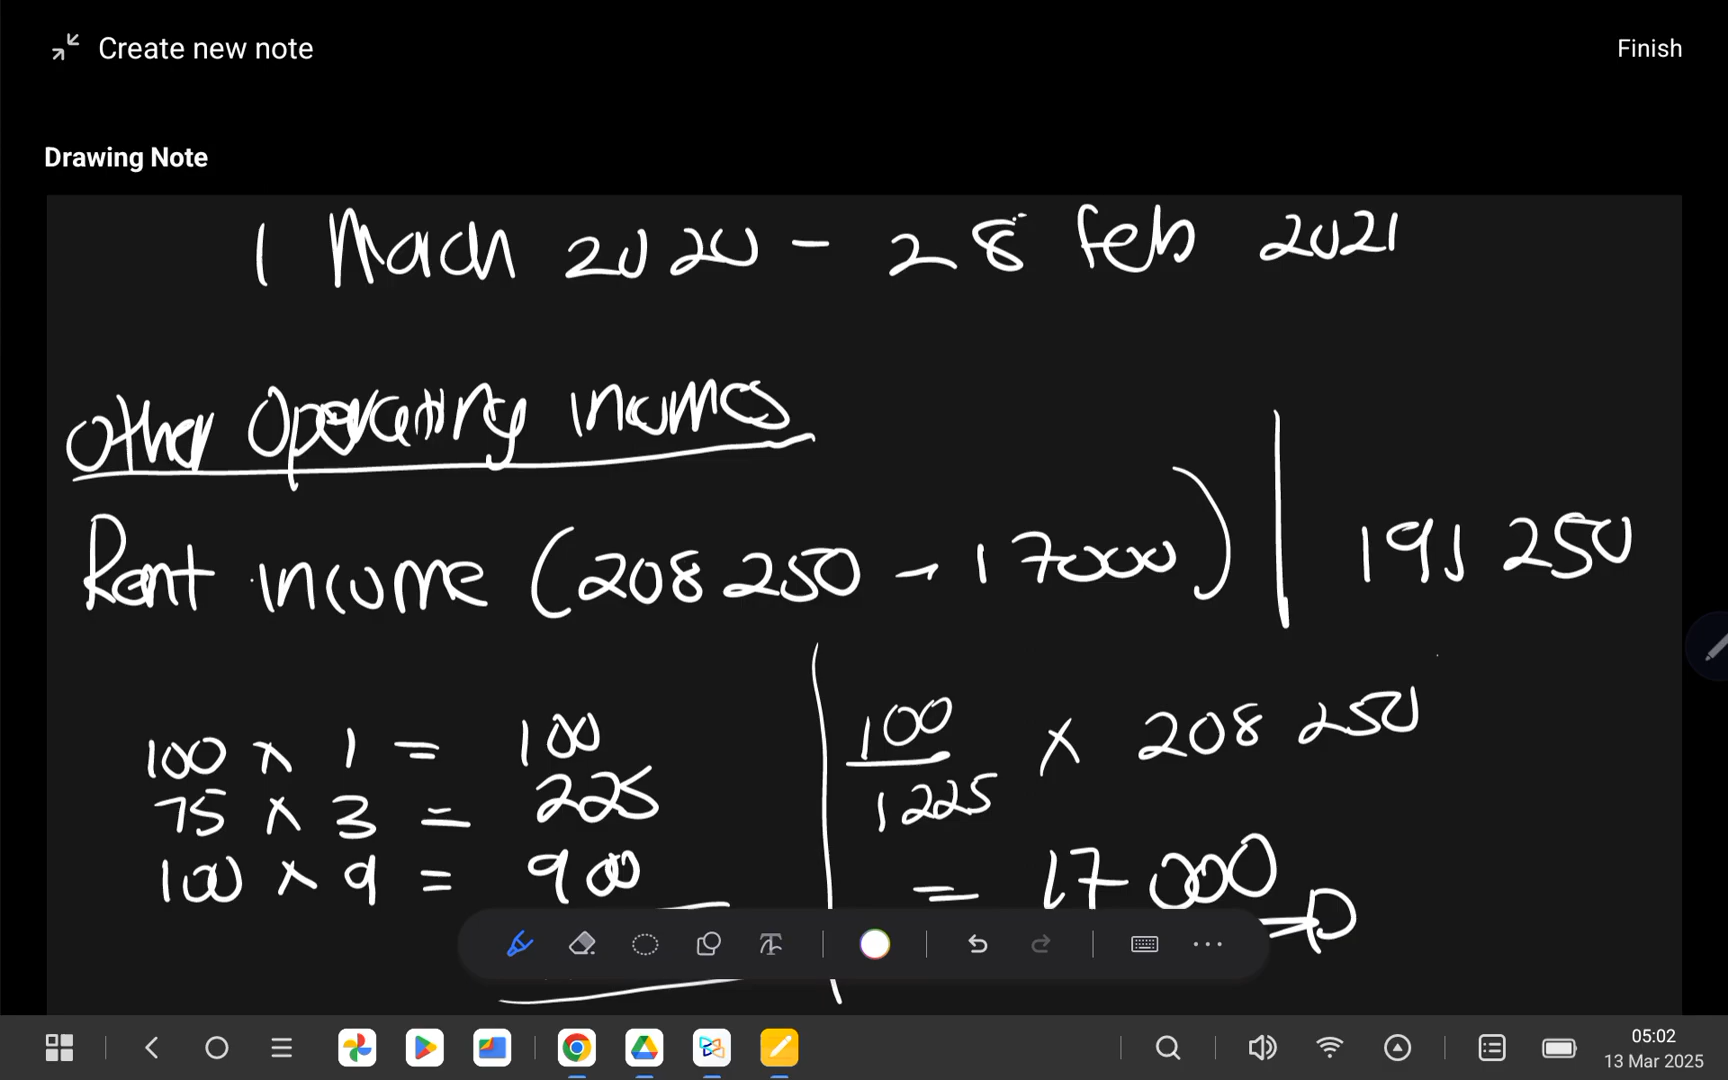 Create new note
Finish
Drawing Note
1 Mach 2020 - 28 feb 2021
Other Operating incomes
Rent income (208 250 - 17000) | 191 250
100 x 1 = 100
75 x 3 = 225
100 x 9 = 900
100
1225
x 208 250
= 17 000
05:02
13 Mar 2025